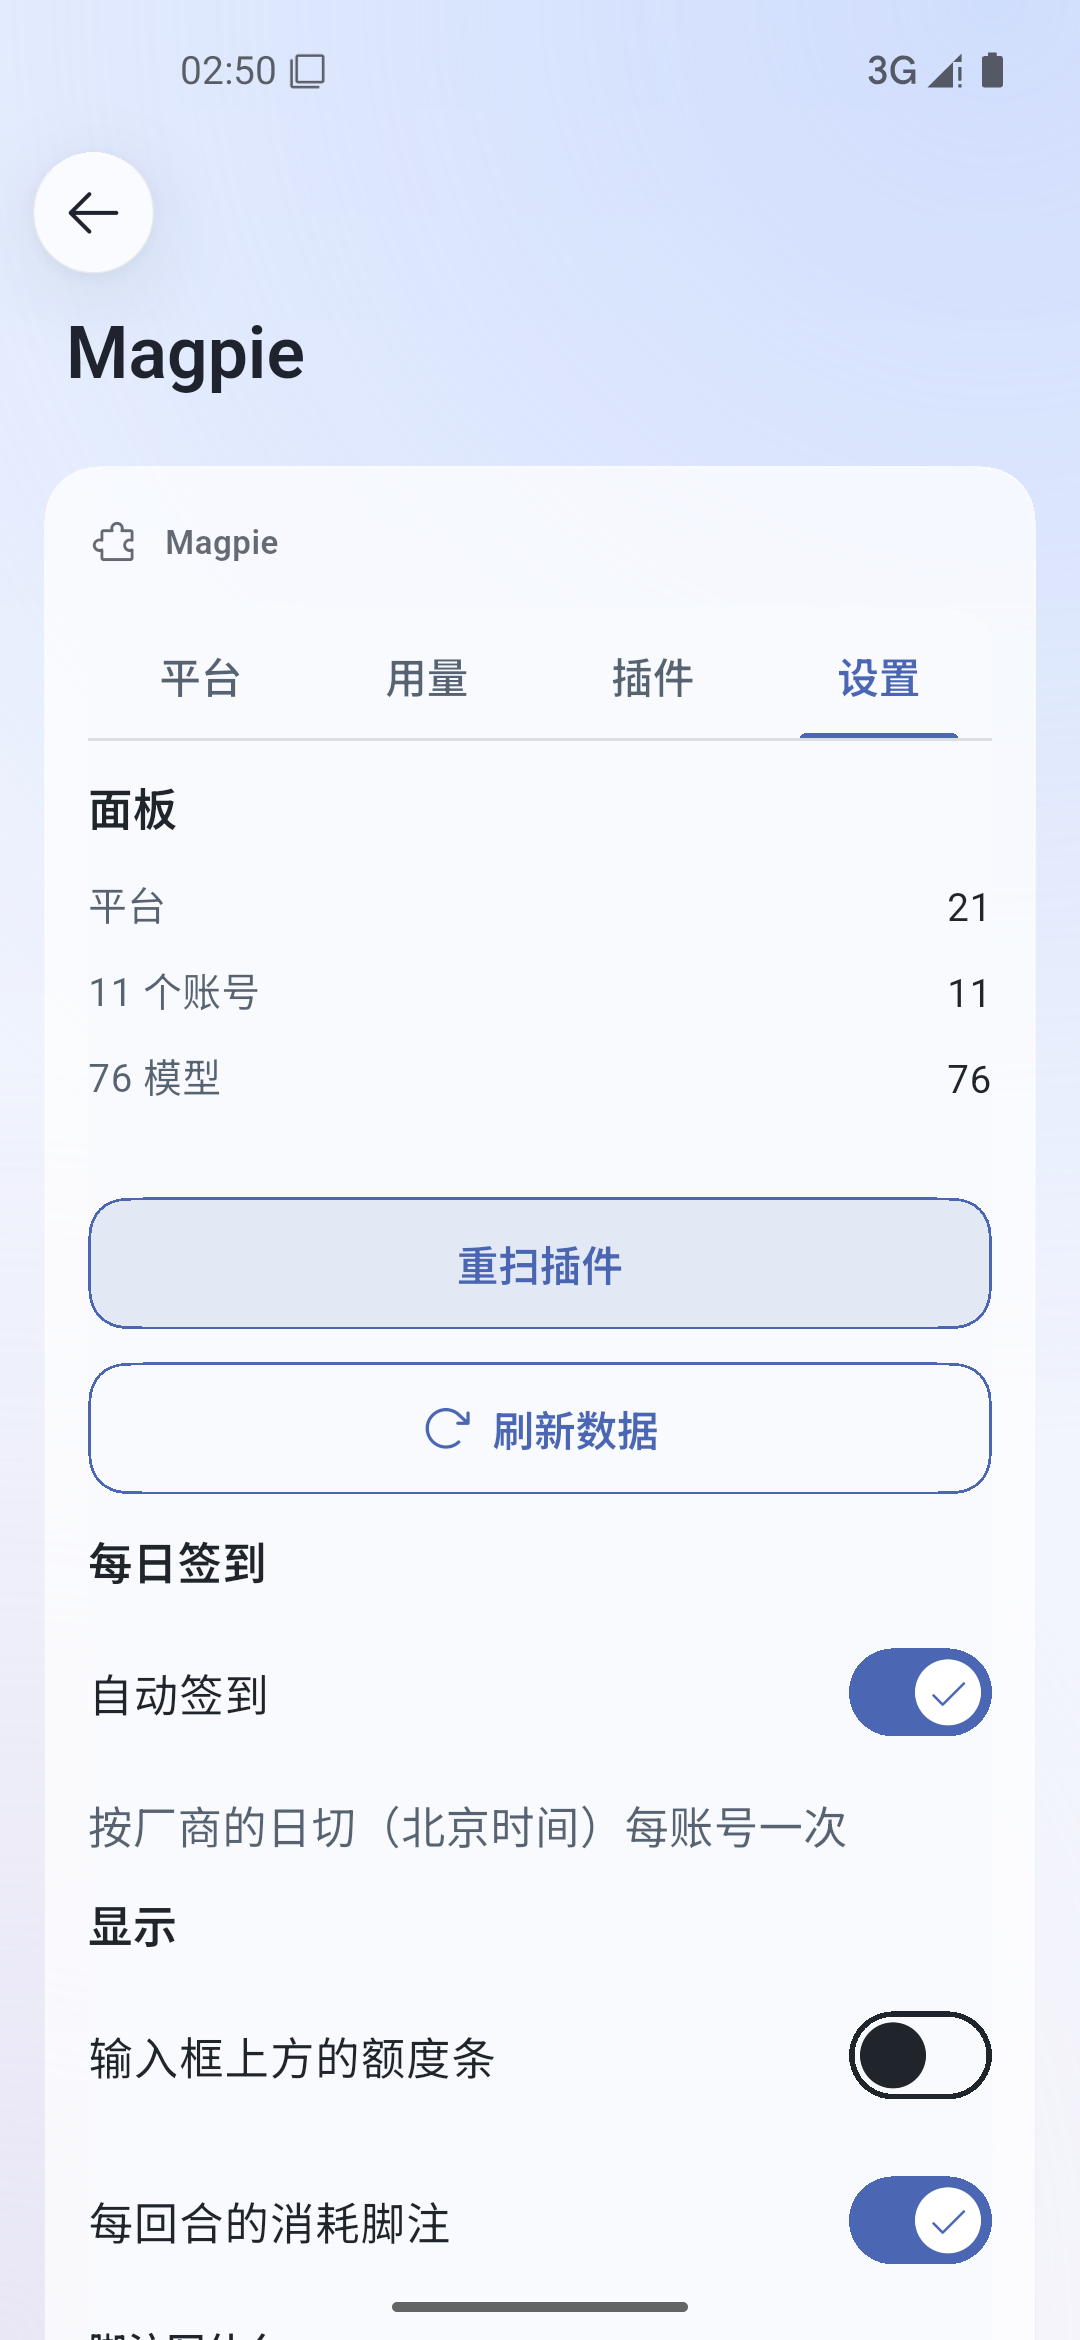 02:50
3G
Magpie
Magpie
平台 用量 插件 设置
面板
平台 21
11 个账号 11
76 模型 76
重扫插件
刷新数据
每日签到
自动签到
按厂商的日切（北京时间）每账号一次
显示
输入框上方的额度条
每回合的消耗脚注